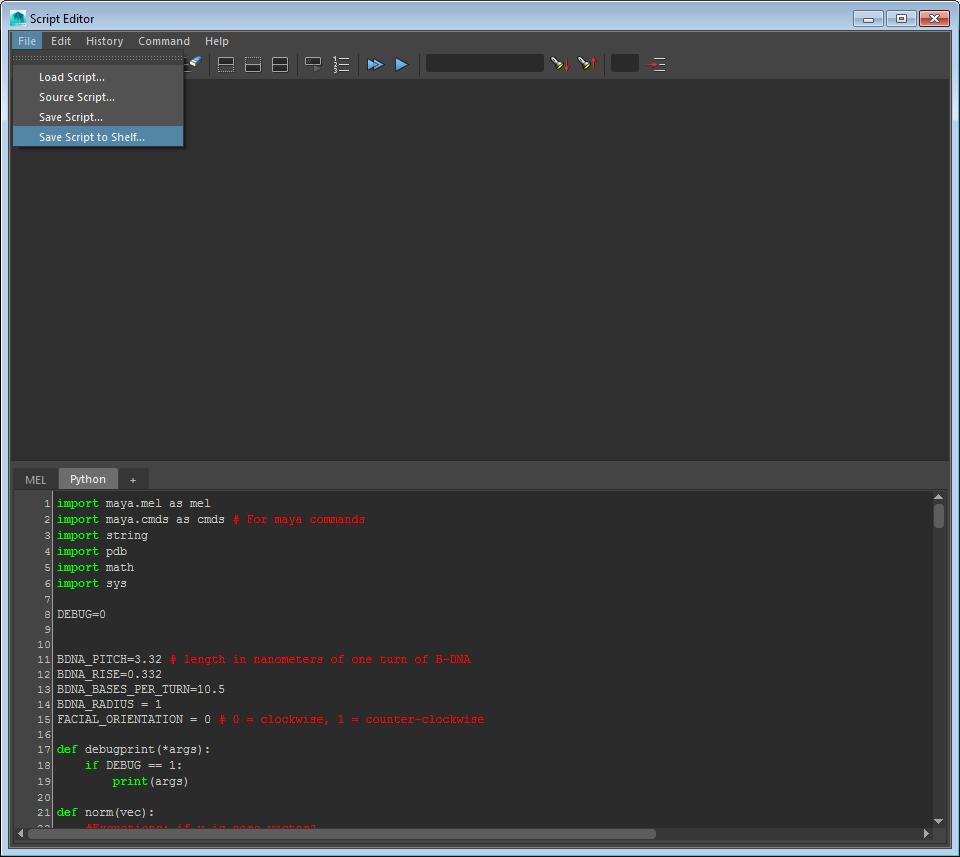 Script Editor
File Edit History Command Help
Load Script...
Source Script...
Save Script...
Save Script to Shelf...
MEL Python +
1 import maya.mel as mel
2 import maya.cmds as cmds # For maya commands
3 import string
4 import pdb
5 import math
6 import sys
7
8 DEBUG=0
9
10
11 BDNA_PITCH=3.32 # length in nanometers of one turn of B-DNA
12 BDNA_RISE=0.332
13 BDNA_BASES_PER_TURN=10.5
14 BDNA_RADIUS = 1
15 FACIAL_ORIENTATION = 0 # 0 = clockwise, 1 = counter-clockwise
16
17 def debugprint(*args):
18 if DEBUG == 1:
19 print(args)
20
21 def norm(vec):